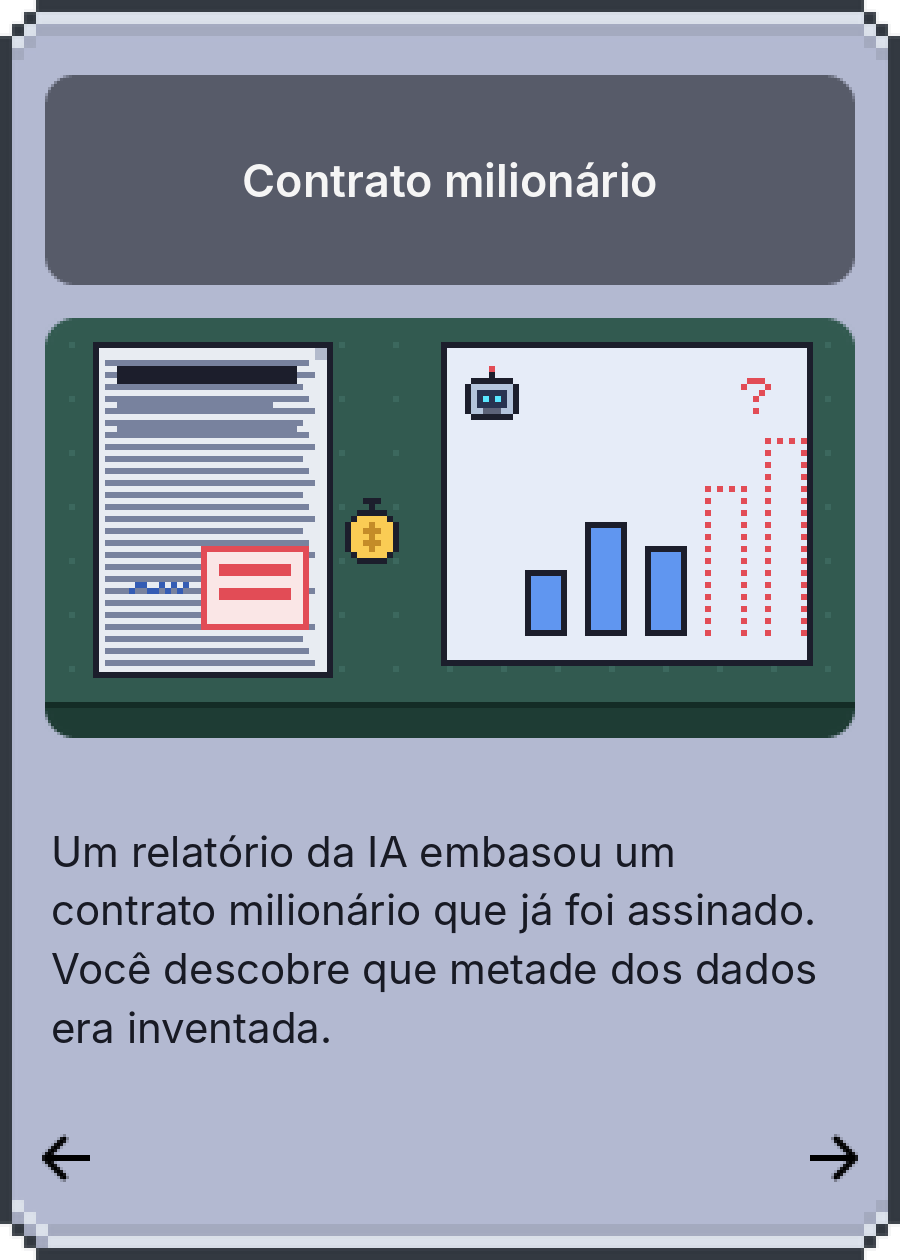 Contrato milionário
?
Um relatório da IA embasou um
contrato milionário que já foi assinado.
Você descobre que metade dos dados
era inventada.